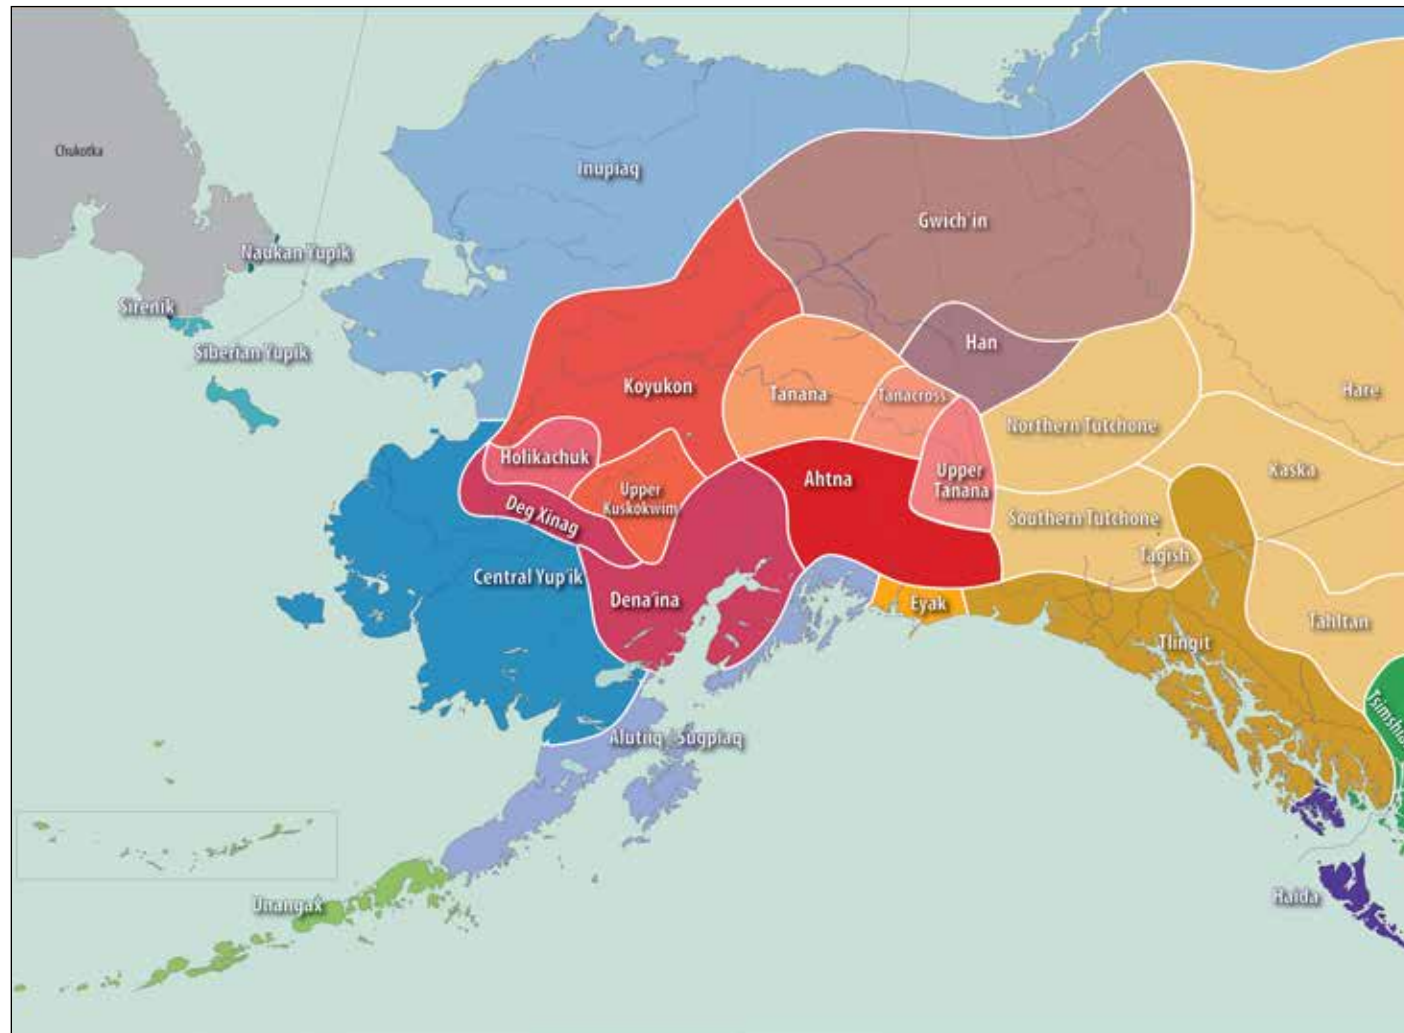 Chukotka
Inupiaq
Gwich'in
Naukan Yupik
Sirenik
Siberian Yupik
Han
Koyukon
Tanana
Tanacross
Hare
Northern Tutchone
Holikachuk
Kaska
Upper
Kuskokwim
Ahtna
Upper
Tanana
Deg Xinag
Southern Tutchone
Tagish
Central Yup'ik
Dena'ina
Eyak
Tahltan
Tlingit
Alutiiq / Sugpiaq
Unangax̂
Haida